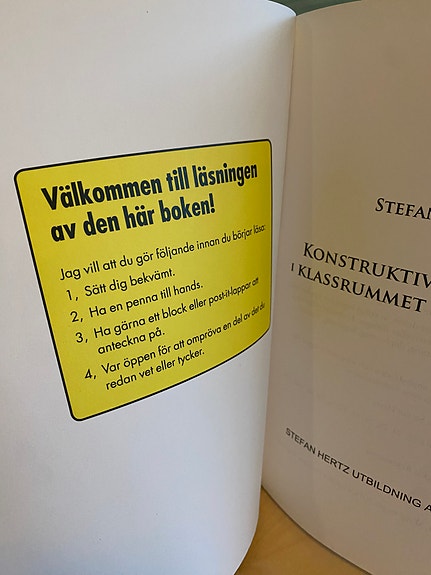 Välkommen till läsningen
av den här boken!
Jag vill att du gör följande innan du börjar läsa:
1, Sätt dig bekvämt.
2, Ha en penna till hands.
3, Ha gärna ett block eller post-it-lappar att
anteckna på.
4, Var öppen för att ompröva en del av det du
redan vet eller tycker.
STEFAN
KONSTRUKTIV
I KLASSRUMMET
STEFAN HERTZ UTBILDNING A